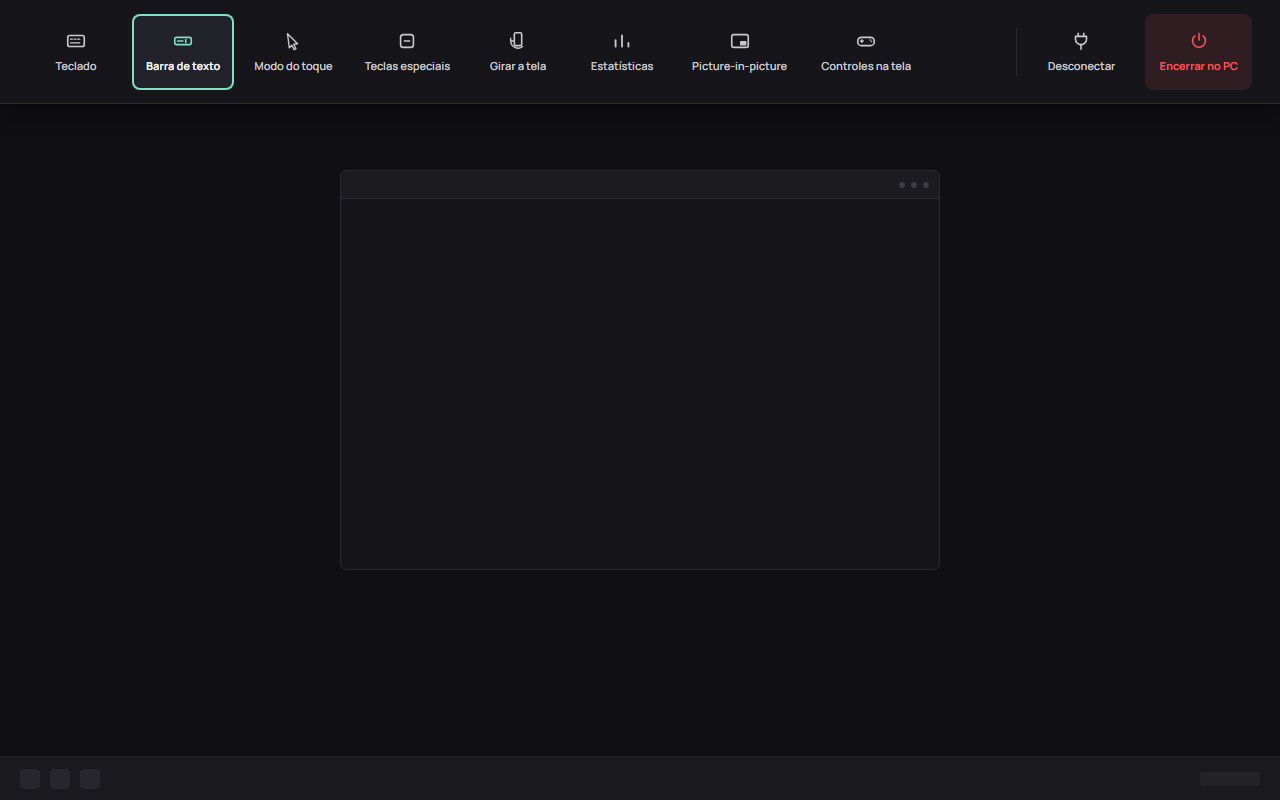 Teclado
Barra de texto
Modo do toque
Teclas especiais
Girar a tela
Estatísticas
Picture-in-picture
Controles na tela
Desconectar
Encerrar no PC